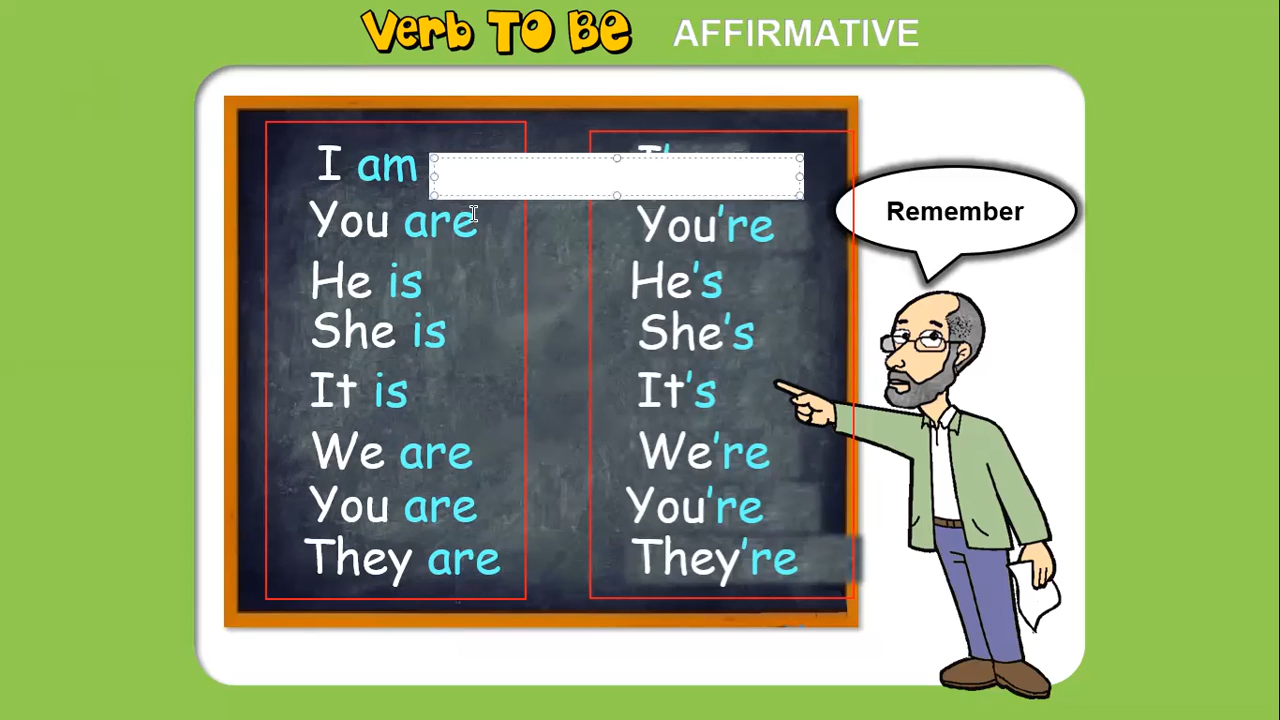 Verb TO BE AFFIRMATIVE
I am
You are
He is
She is
It is
We are
You are
They are
You're
He's
She's
It's
We're
You're
They're
Remember